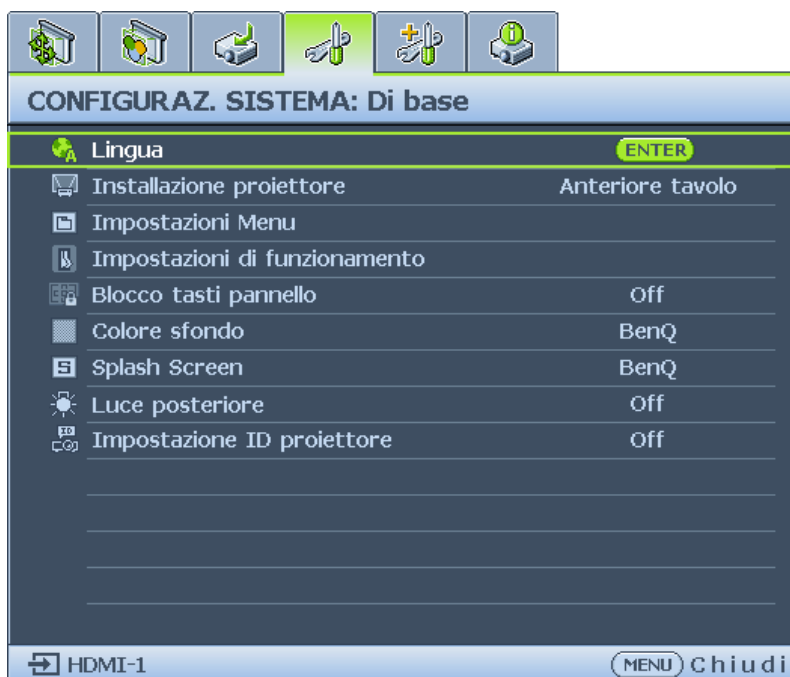 CONFIGURAZ. SISTEMA: Di base
Lingua ENTER
Installazione proiettore Anteriore tavolo
Impostazioni Menu
Impostazioni di funzionamento
Blocco tasti pannello Off
Colore sfondo BenQ
Splash Screen BenQ
Luce posteriore Off
Impostazione ID proiettore Off
HDMI-1 MENU Chiudi